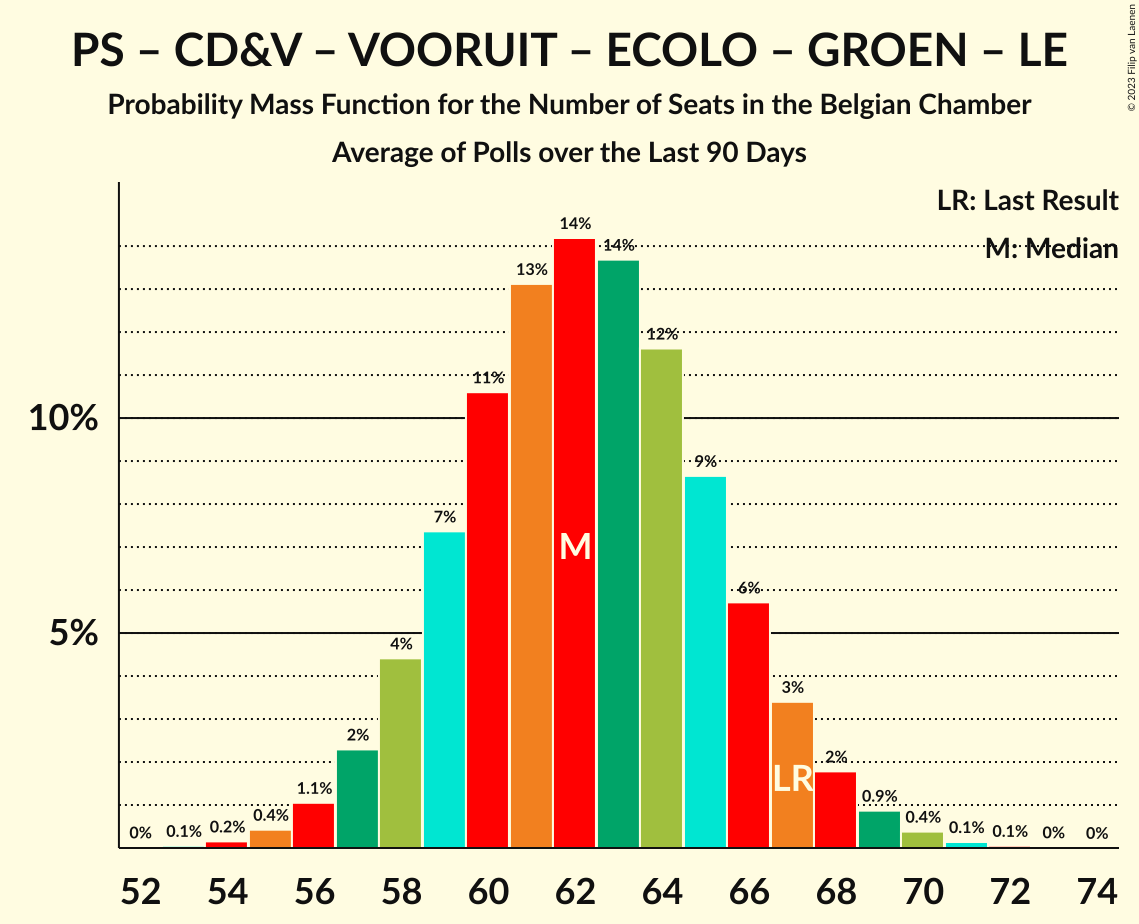 PS – CD&V – VOORUIT – ECOLO – GROEN – LE
Probability Mass Function for the Number of Seats in the Belgian Chamber
Average of Polls over the Last 90 Days
© 2023 Filip van Laenen
LR: Last Result
M: Median
10%
5%
0%
0.1%
0.2%
0.4%
1.1%
2%
4%
7%
11%
13%
14%
14%
12%
9%
6%
3%
2%
0.9%
0.4%
0.1%
0.1%
0%
0%
M
LR
52 54 56 58 60 62 64 66 68 70 72 74